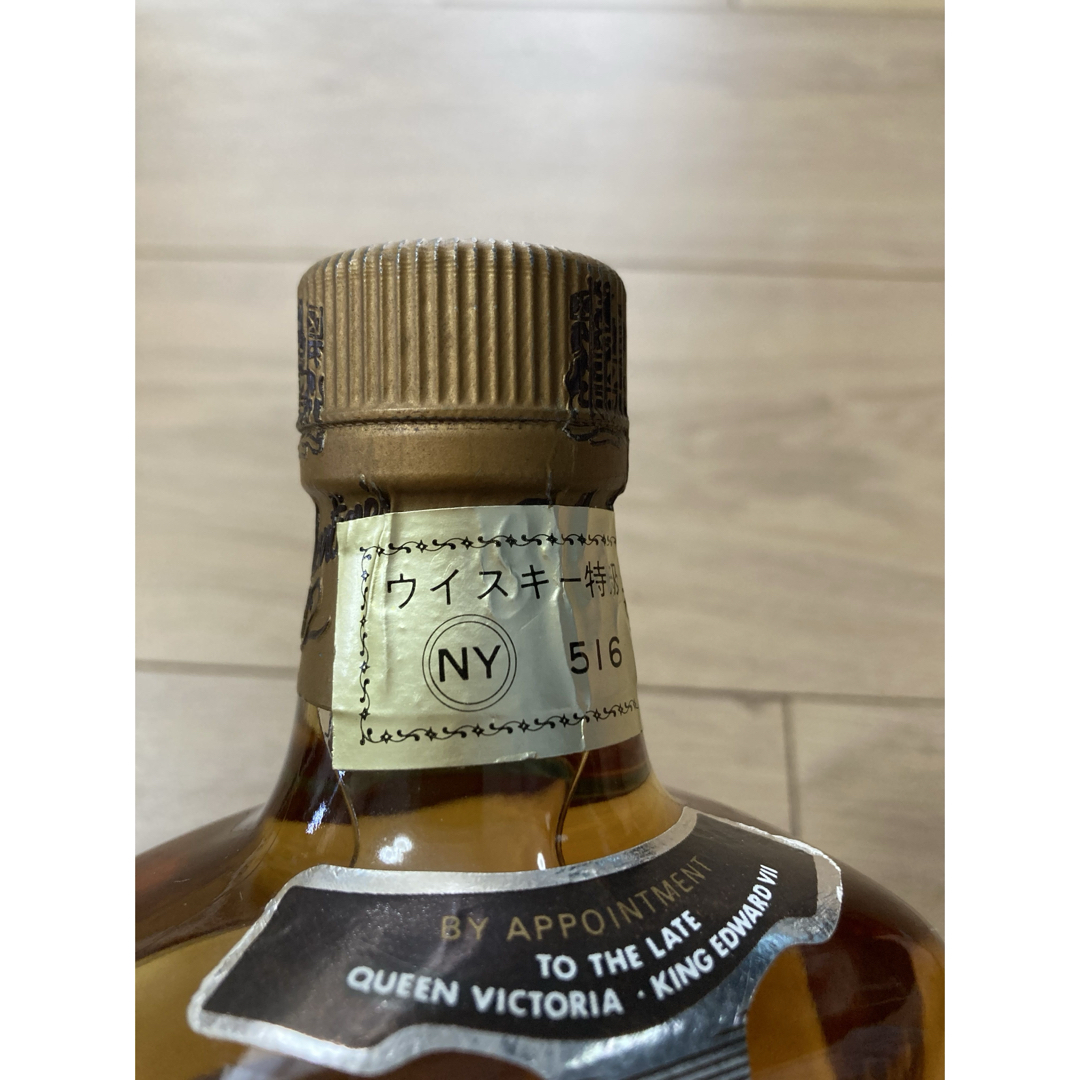 ウイスキー特級
NY 516
BY APPOINTMENT
TO THE LATE
QUEEN VICTORIA · KING EDWARD VII